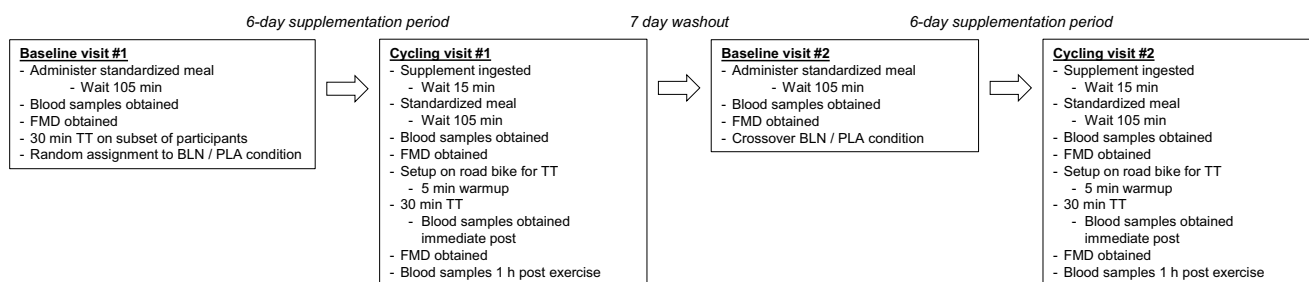 6-day supplementation period
7 day washout
6-day supplementation period
Baseline visit #1
- Administer standardized meal
- Wait 105 min
- Blood samples obtained
- FMD obtained
- 30 min TT on subset of participants
- Random assignment to BLN / PLA condition
Cycling visit #1
- Supplement ingested
- Wait 15 min
- Standardized meal
- Wait 105 min
- Blood samples obtained
- FMD obtained
- Setup on road bike for TT
- 5 min warmup
- 30 min TT
- Blood samples obtained
immediate post
- FMD obtained
- Blood samples 1 h post exercise
Baseline visit #2
- Administer standardized meal
- Wait 105 min
- Blood samples obtained
- FMD obtained
- Crossover BLN / PLA condition
Cycling visit #2
- Supplement ingested
- Wait 15 min
- Standardized meal
- Wait 105 min
- Blood samples obtained
- FMD obtained
- Setup on road bike for TT
- 5 min warmup
- 30 min TT
- Blood samples obtained
immediate post
- FMD obtained
- Blood samples 1 h post exercise